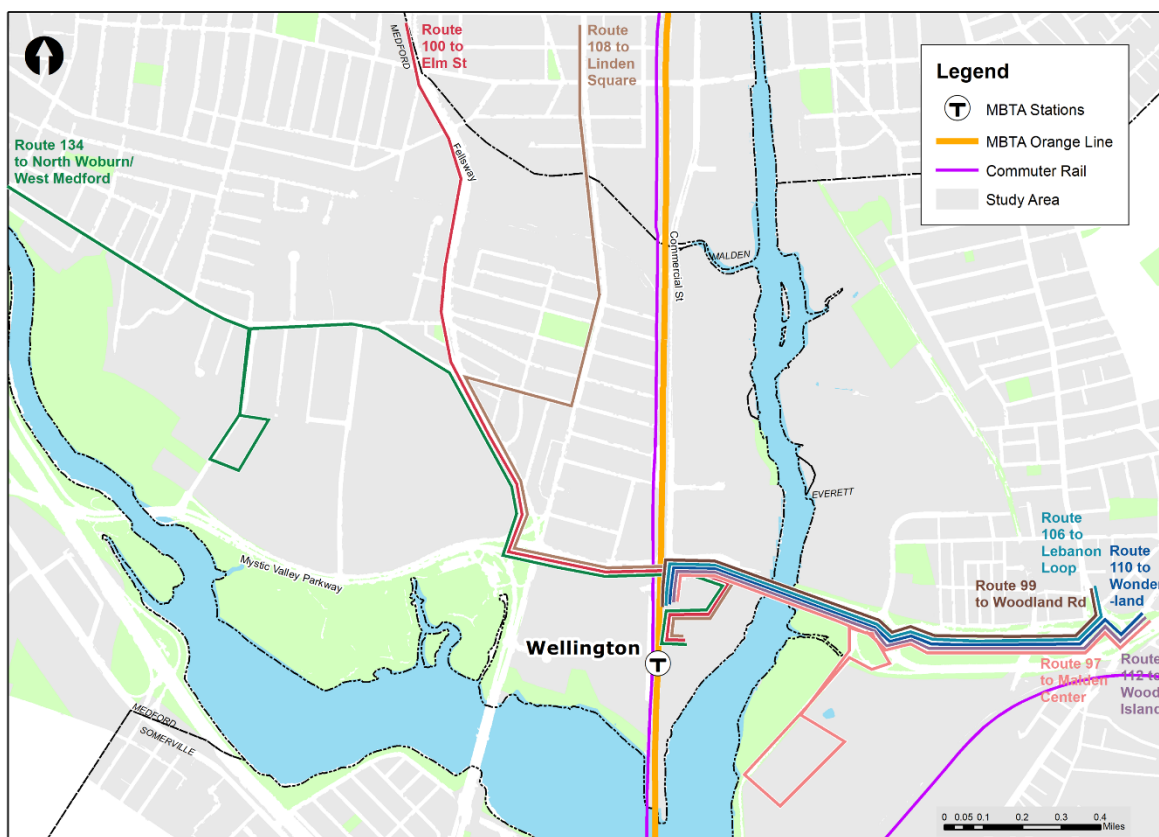 MEDFORD
Route
100 to
Elm St
Route
108 to
Linden
Square
Legend
T
MBTA Stations
MBTA Orange Line
Commuter Rail
Study Area
Route 134
to North Woburn/
West Medford
Fellsway
Commercial St
MALDEN
EVERETT
Route
106 to
Lebanon
Loop
Route
110 to
Wonder
-land
Route 99
to Woodland Rd
Mystic Valley Parkway
Wellington
T
Route 97
to Malden
Center
Route
112 to
Wood
Island
MEDFORD
SOMERVILLE
0 0.05 0.1 0.2 0.3 0.4
Miles